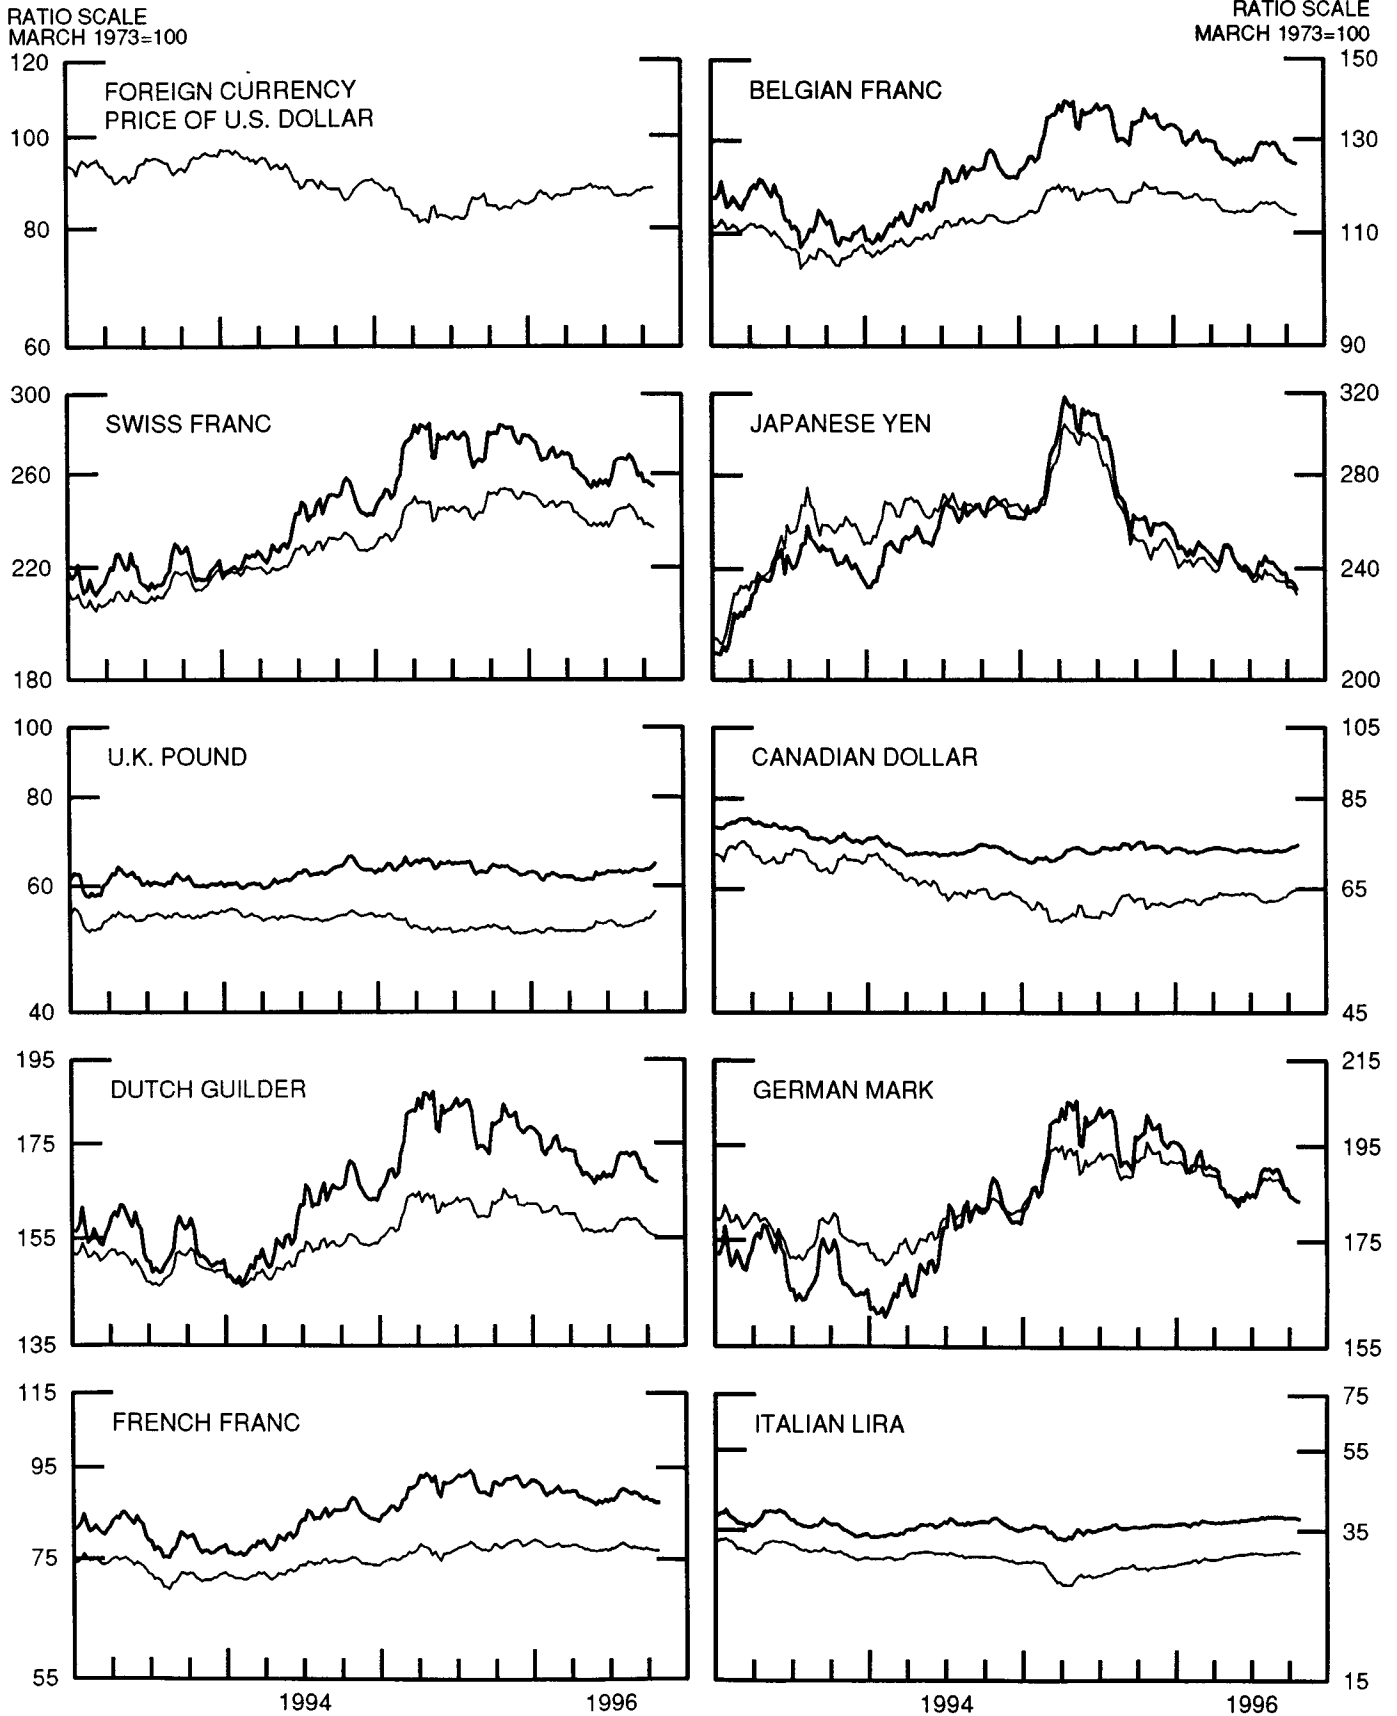 RATIO SCALE
MARCH 1973=100
RATIO SCALE
MARCH 1973=100
120
100
80
60
FOREIGN CURRENCY
PRICE OF U.S. DOLLAR
BELGIAN FRANC
150
130
110
90
300
260
220
180
SWISS FRANC
JAPANESE YEN
320
280
240
200
100
80
60
40
U.K. POUND
CANADIAN DOLLAR
105
85
65
45
195
175
155
135
DUTCH GUILDER
GERMAN MARK
215
195
175
155
115
95
75
55
FRENCH FRANC
ITALIAN LIRA
75
55
35
15
1994
1996
1994
1996